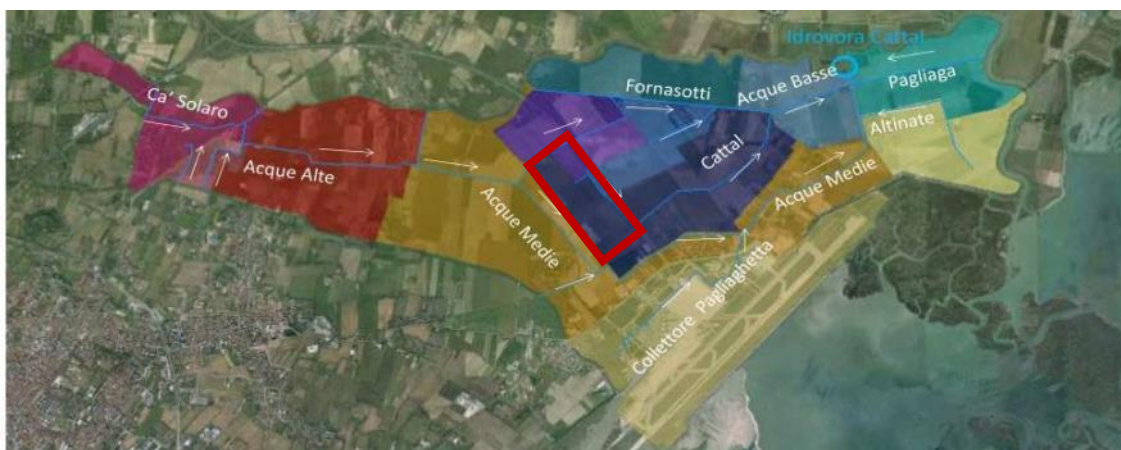 Idrovora Cattal
Ca' Solaro
Fornasotti
Acque Basse
Pagliaga
Altinate
Acque Alte
Cattal
Acque Medie
Acque Medie
Collettore Pagliaghetta